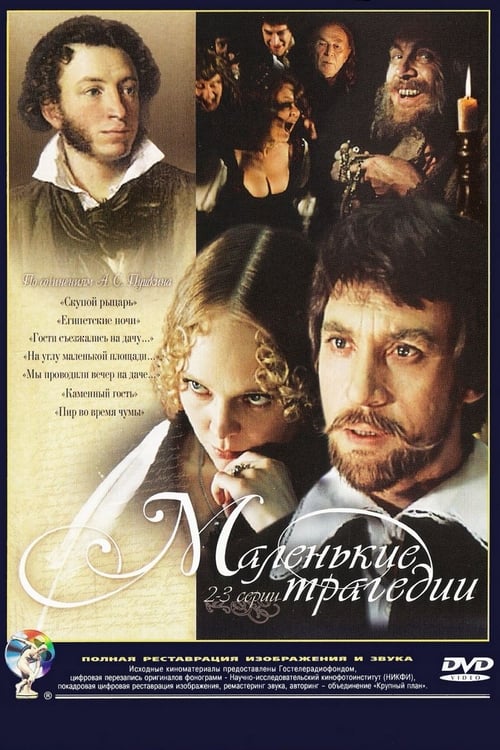 По сочинениям А. С. Пушкина
«Скупой рыцарь»
«Египетские ночи»
«Гости съезжались на дачу...»
«На углу маленькой площади...»
«Мы проводили вечер на даче...»
«Каменный гость»
«Пир во время чумы»
Маленькие
трагедии
2-3 серии
ПОЛНАЯ РЕСТАВРАЦИЯ ИЗОБРАЖЕНИЯ И ЗВУКА
Исходные киноматериалы предоставлены Гостелерадиофондом,
цифровая перезапись оригиналов фонограмм - Научно-исследовательский кинофотоинститут (НИКФИ),
покадровая цифровая реставрация изображения, ремастеринг звука, авторинг – объединение «Крупный план».
®
DVD
VIDEO